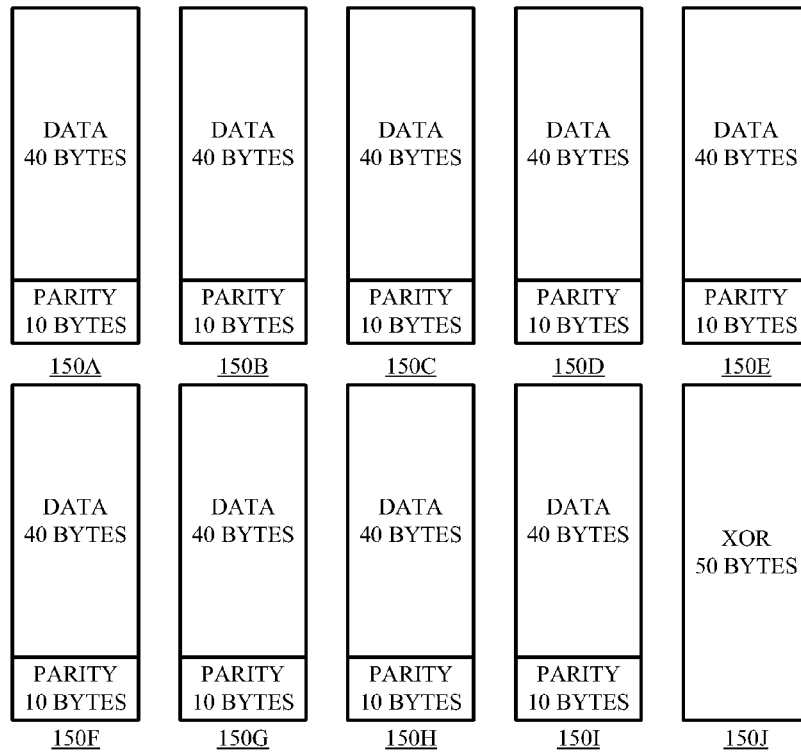 DATA
40 BYTES
DATA
40 BYTES
DATA
40 BYTES
DATA
40 BYTES
DATA
40 BYTES
PARITY
10 BYTES
PARITY
10 BYTES
PARITY
10 BYTES
PARITY
10 BYTES
PARITY
10 BYTES
150A
150B
150C
150D
150E
DATA
40 BYTES
DATA
40 BYTES
DATA
40 BYTES
DATA
40 BYTES
XOR
50 BYTES
PARITY
10 BYTES
PARITY
10 BYTES
PARITY
10 BYTES
PARITY
10 BYTES
150F
150G
150H
150I
150J